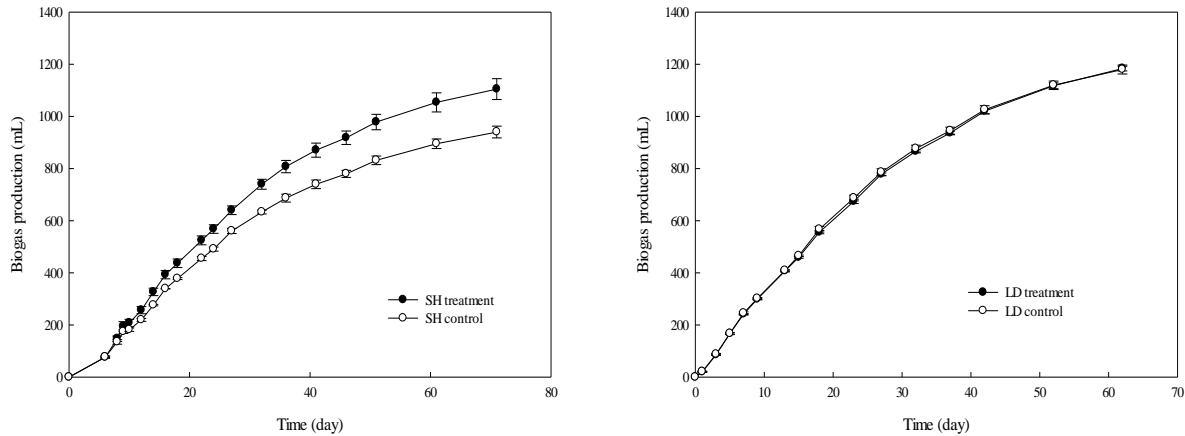 1400
1200
1000
800
600
400
200
0
Biogas production (mL)
SH treatment
SH control
0 20 40 60 80
Time (day)
1400
1200
1000
800
600
400
200
0
Biogas production (mL)
LD treatment
LD control
0 10 20 30 40 50 60 70
Time (day)